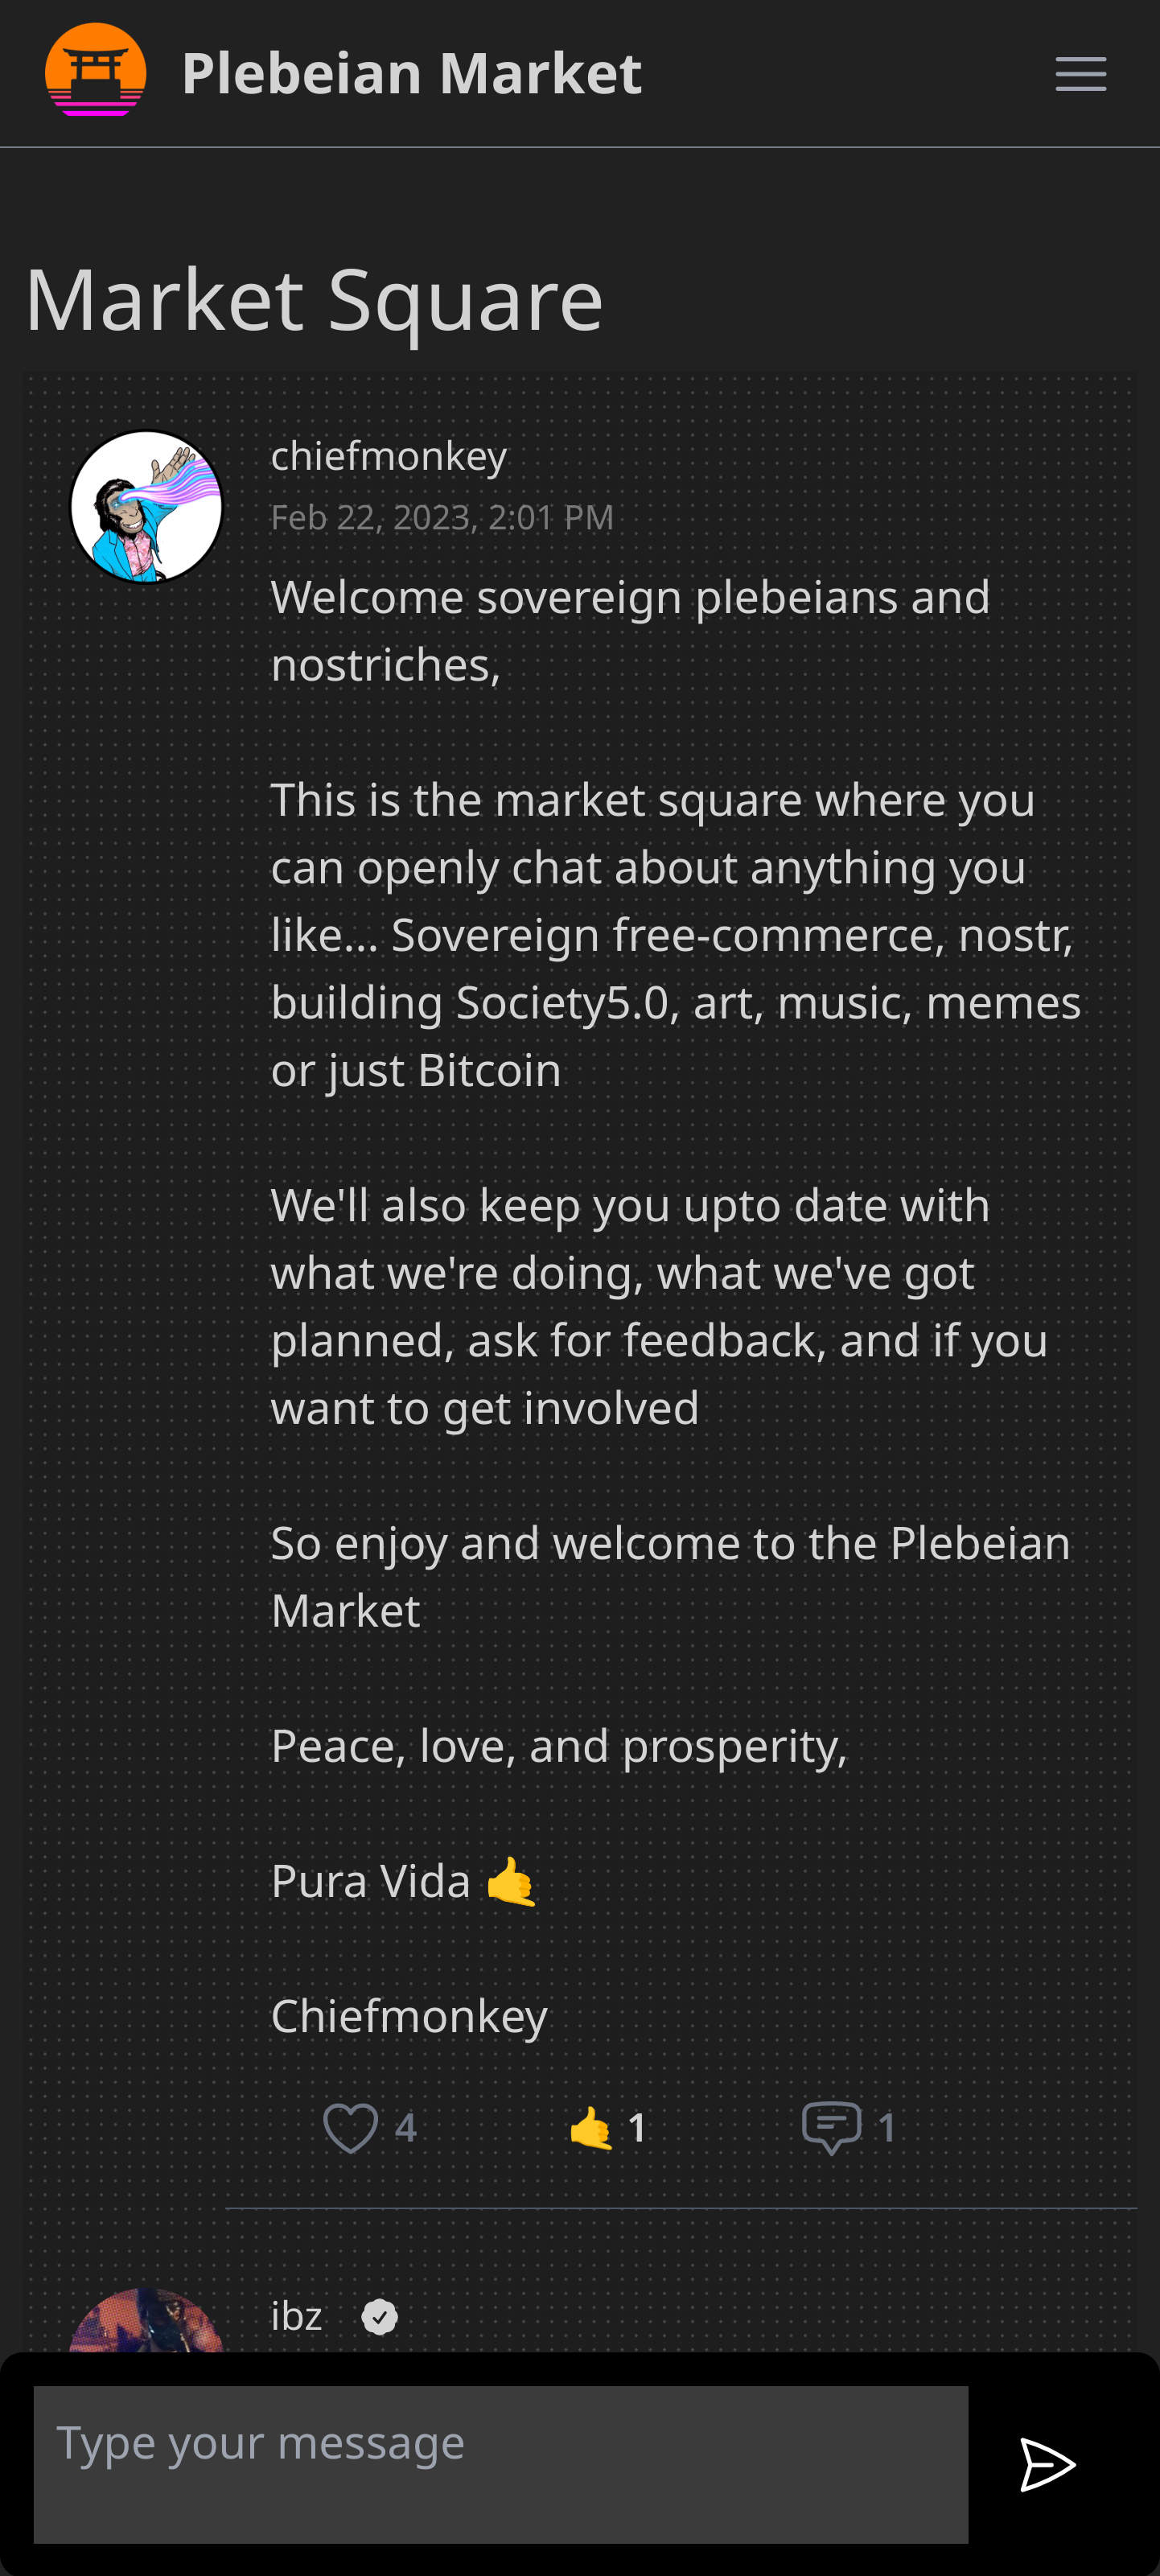 Plebeian Market
Market Square
chiefmonkey
Feb 22, 2023, 2:01 PM
Welcome sovereign plebeians and
nostriches,
This is the market square where you
can openly chat about anything you
like... Sovereign free-commerce, nostr,
building Society5.0, art, music, memes
or just Bitcoin
We'll also keep you upto date with
what we're doing, what we've got
planned, ask for feedback, and if you
want to get involved
So enjoy and welcome to the Plebeian
Market
Peace, love, and prosperity,
Pura Vida 🤙
Chiefmonkey
4 🤙 1 1
ibz
Type your message